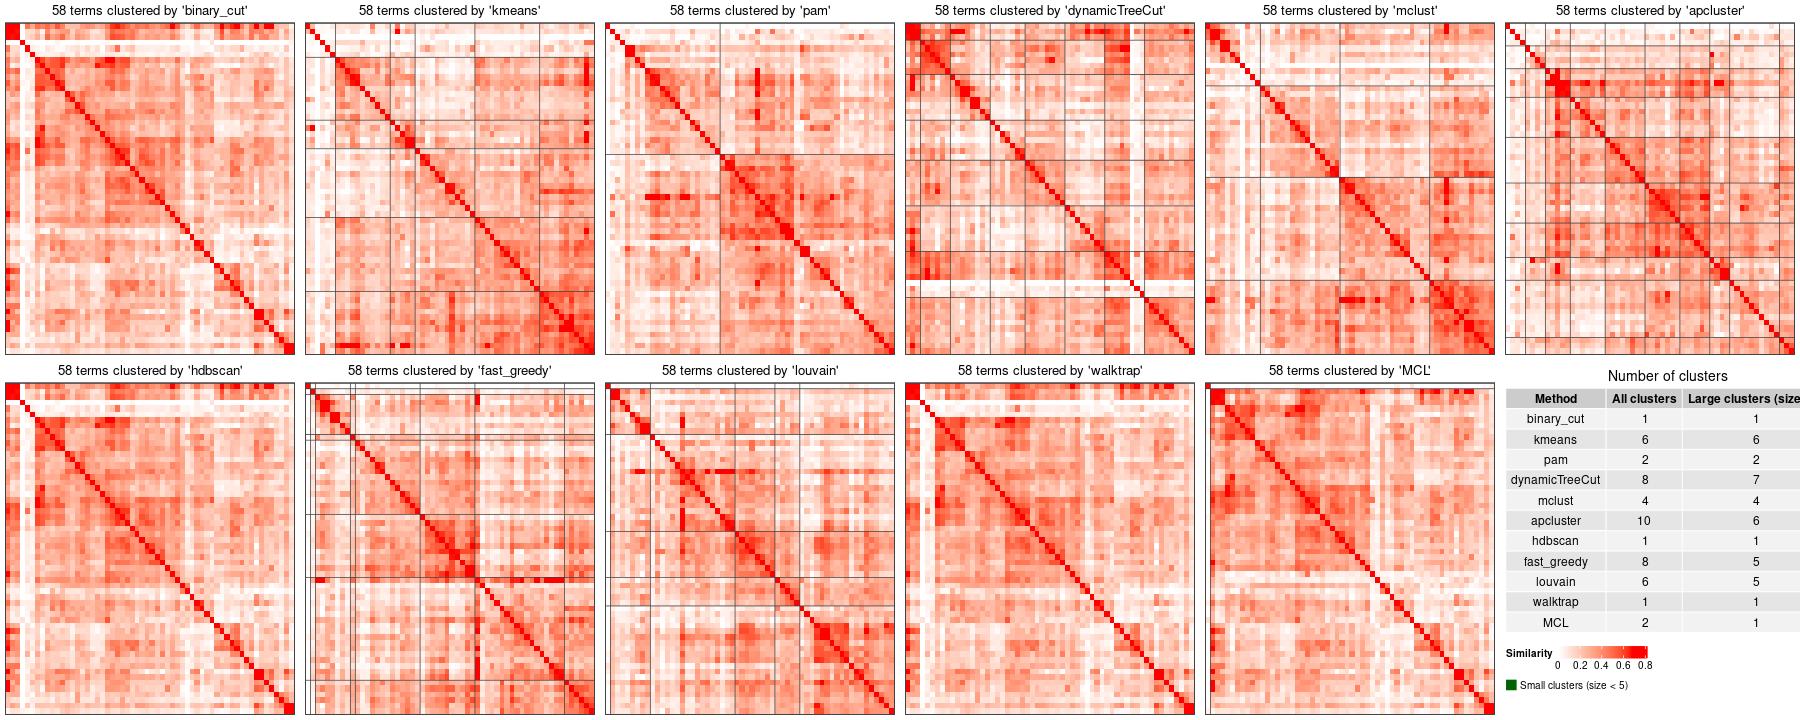 58 terms clustered by 'binary_cut'
58 terms clustered by 'kmeans'
58 terms clustered by 'pam'
58 terms clustered by 'dynamicTreeCut'
58 terms clustered by 'mclust'
58 terms clustered by 'apcluster'
58 terms clustered by 'hdbscan'
58 terms clustered by 'fast_greedy'
58 terms clustered by 'louvain'
58 terms clustered by 'walktrap'
58 terms clustered by 'MCL'
Number of clusters
Method All clusters Large clusters (size
binary_cut 1 1
kmeans 6 6
pam 2 2
dynamicTreeCut 8 7
mclust 4 4
apcluster 10 6
hdbscan 1 1
fast_greedy 8 5
louvain 6 5
walktrap 1 1
MCL 2 1
Similarity
0 0.2 0.4 0.6 0.8
Small clusters (size < 5)